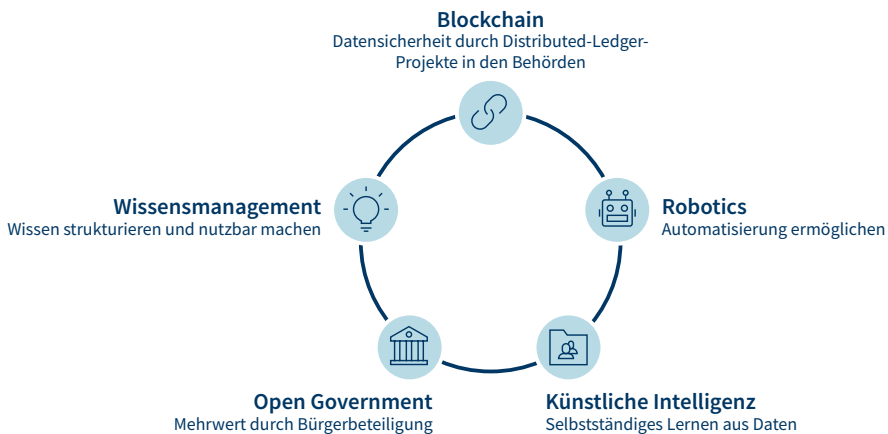 Blockchain
Datensicherheit durch Distributed-Ledger-
Projekte in den Behörden
Wissensmanagement
Wissen strukturieren und nutzbar machen
Robotics
Automatisierung ermöglichen
Open Government
Mehrwert durch Bürgerbeteiligung
Künstliche Intelligenz
Selbstständiges Lernen aus Daten